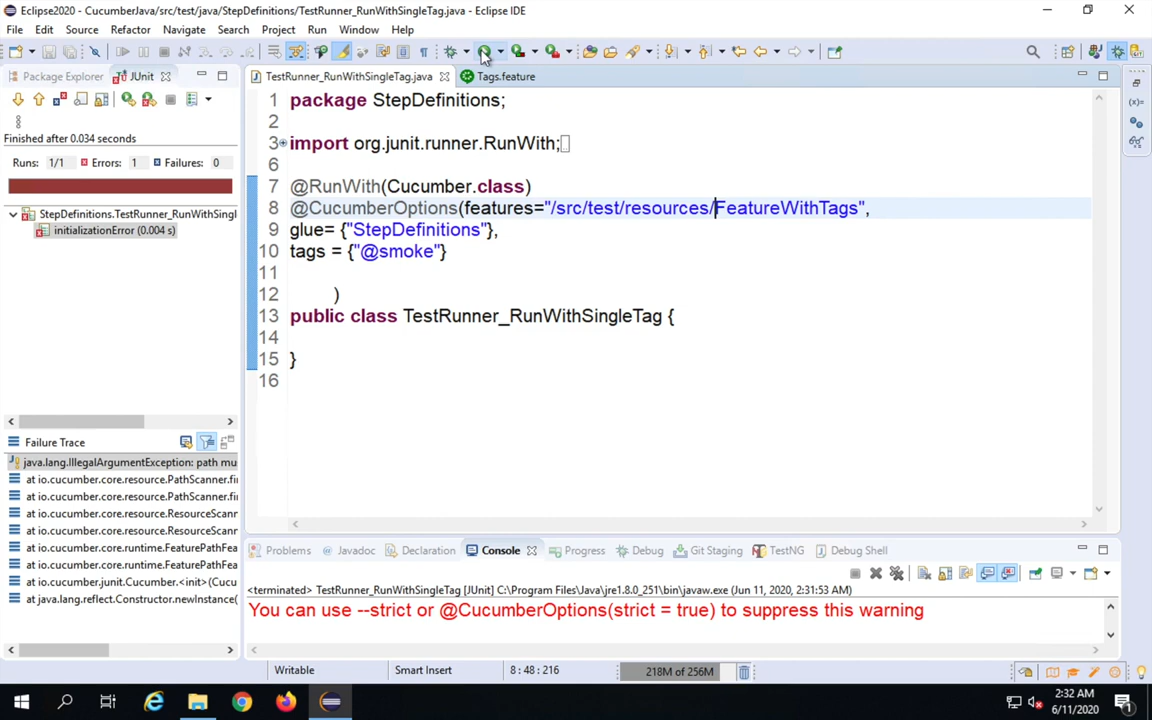 Eclipse2020 - CucumberJava/src/test/java/StepDefinitions/TestRunner_RunWithSingleTag.java - Eclipse IDE
File Edit Source Refactor Navigate Search Project Run Window Help
Package Explorer JUnit
TestRunner_RunWithSingleTag.java Tags.feature
Finished after 0.034 seconds
Runs: 1/1 Errors: 1 Failures: 0
StepDefinitions.TestRunner_RunWithSingl
initializationError (0.004 s)
1 package StepDefinitions;
2
3 import org.junit.runner.RunWith;
6
7 @RunWith(Cucumber.class)
8 @CucumberOptions(features="/src/test/resources/FeatureWithTags",
9 glue= {"StepDefinitions"},
10 tags = {"@smoke"}
11
12 )
13 public class TestRunner_RunWithSingleTag {
14
15 }
16
Failure Trace
java.lang.IllegalArgumentException: path mu
at io.cucumber.core.resource.PathScanner.fi
at io.cucumber.core.resource.PathScanner.fi
at io.cucumber.core.resource.ResourceScann
at io.cucumber.core.resource.ResourceScann
at io.cucumber.core.runtime.FeaturePathFea
at io.cucumber.core.runtime.FeaturePathFea
at io.cucumber.junit.Cucumber.<init>(Cucu
at java.lang.reflect.Constructor.newInstance(
Problems Javadoc Declaration Console Progress Debug Git Staging TestNG Debug Shell
<terminated> TestRunner_RunWithSingleTag [JUnit] C:\Program Files\Java\jre1.8.0_251\bin\javaw.exe (Jun 11, 2020, 2:31:53 AM)
You can use --strict or @CucumberOptions(strict = true) to suppress this warning
Writable Smart Insert 8 : 48 : 216 218M of 256M
2:32 AM
6/11/2020
1